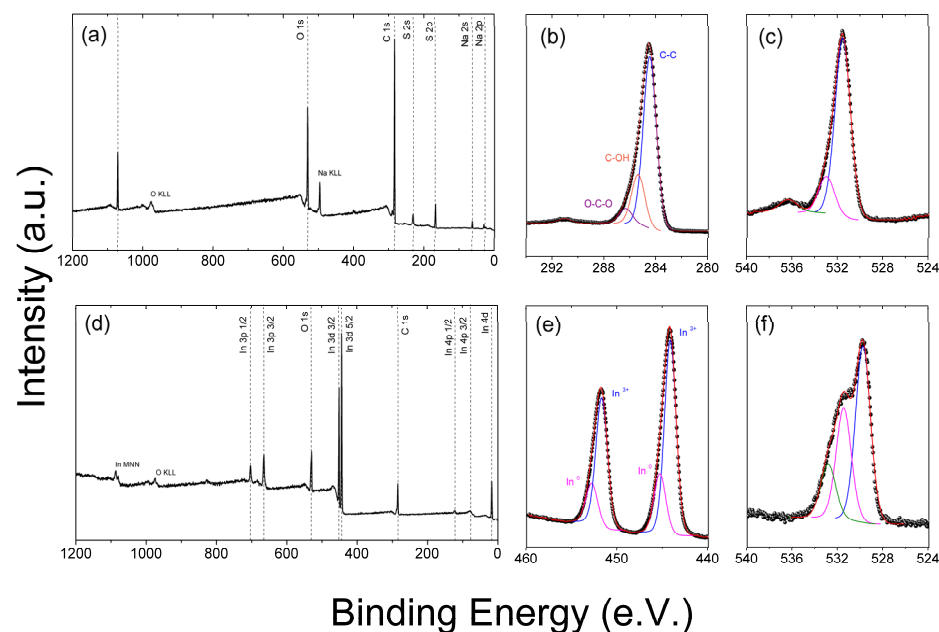 Intensity (a.u.)
(a)
O KLL
O 1s
Na KLL
C 1s
S 2s
S 2p
Na 2s
Na 2p
1200 1000 800 600 400 200 0
(b)
C-C
C-OH
O-C-O
292 288 284 280
(c)
540 536 532 528 524
(d)
In MNN
O KLL
In 3p 1/2
In 3p 3/2
O 1s
In 3d 3/2
In 3d 5/2
C 1s
In 4p 1/2
In 4p 3/2
In 4d
1200 1000 800 600 400 200 0
(e)
In 0
In 3+
In 0
In 3+
460 450 440
(f)
540 536 532 528 524
Binding Energy (e.V.)